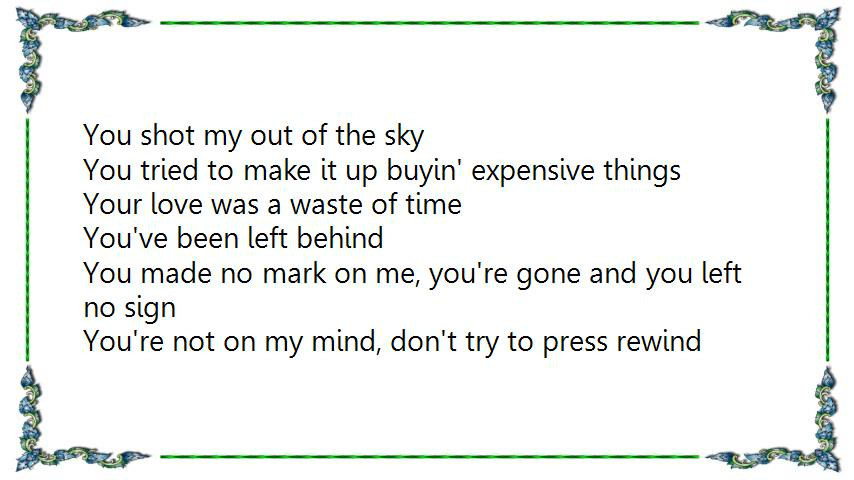 You shot my out of the sky
You tried to make it up buyin' expensive things
Your love was a waste of time
You've been left behind
You made no mark on me, you're gone and you left
no sign
You're not on my mind, don't try to press rewind